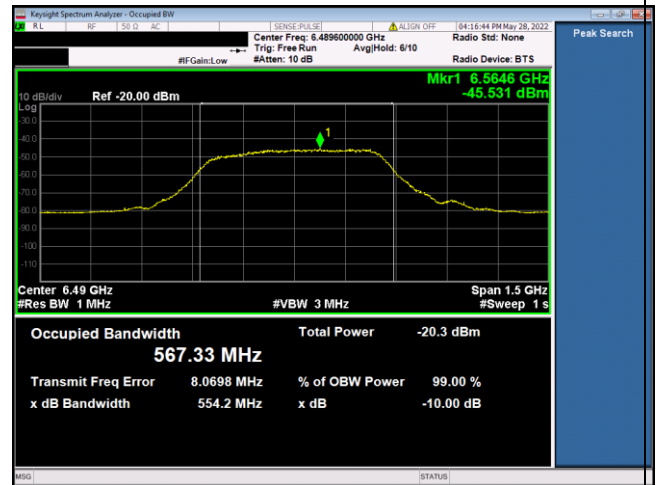 Keysight Spectrum Analyzer - Occupied BW
RL RF 50 Ω AC SENSE:PULSE ALIGN OFF 04:16:44 PM May 28, 2022
Center Freq: 6.489600000 GHz Radio Std: None Peak Search
Trig: Free Run Avg|Hold: 6/10
#IFGain:Low #Atten: 10 dB Radio Device: BTS
Mkr1 6.5646 GHz
10 dB/div Ref -20.00 dBm -45.531 dBm
Log
-30.0
1
-40.0
-50.0
-60.0
-70.0
-80.0
-90.0
-100
-110
Center 6.49 GHz Span 1.5 GHz
#Res BW 1 MHz #VBW 3 MHz #Sweep 1 s
Occupied Bandwidth Total Power -20.3 dBm
567.33 MHz
Transmit Freq Error 8.0698 MHz % of OBW Power 99.00 %
x dB Bandwidth 554.2 MHz x dB -10.00 dB
MSG STATUS